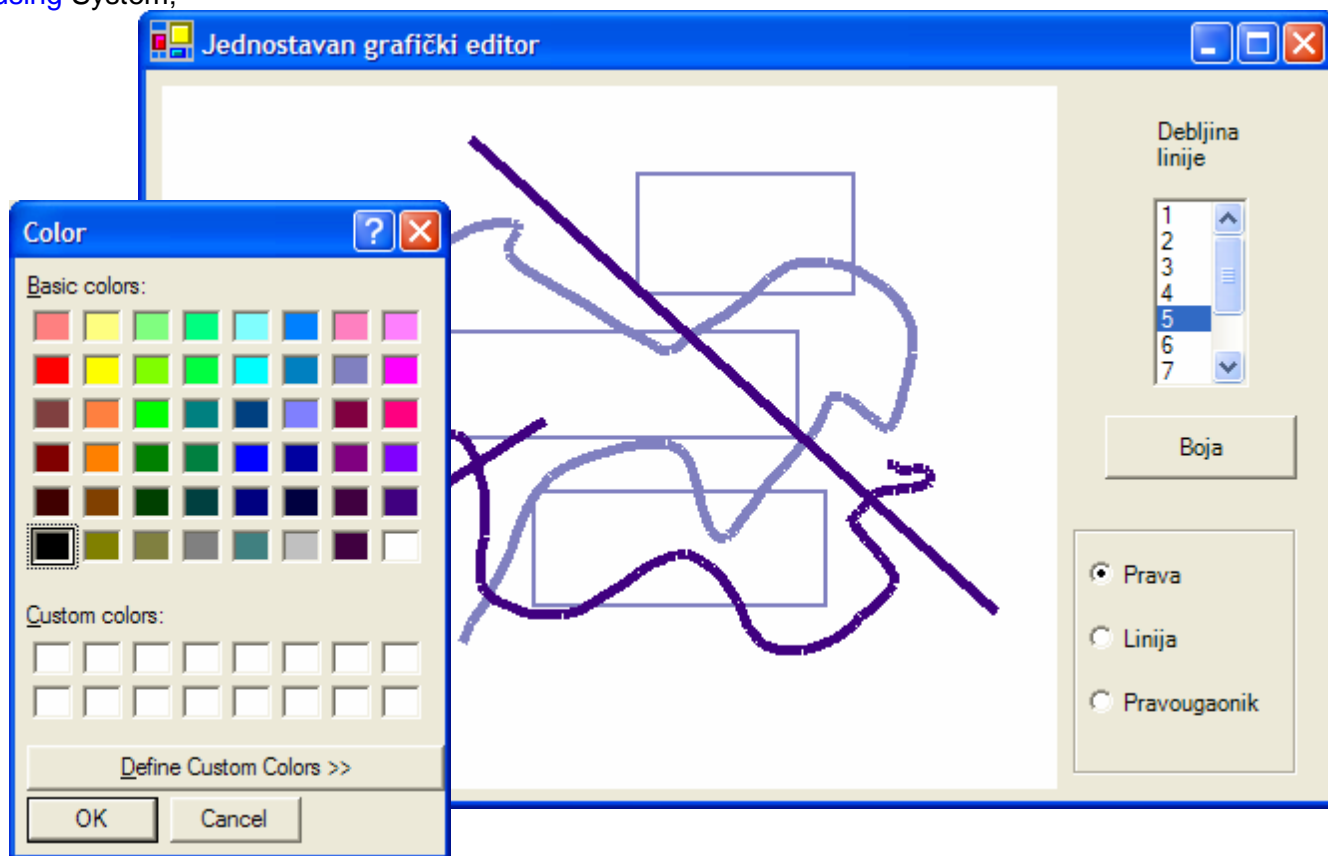 using System;
Jednostavan grafički editor
Debljina
linije
1
2
3
4
5
6
7
Boja
Prava
Linija
Pravougaonik
Color
Basic colors:
Custom colors:
Define Custom Colors >>
OK
Cancel